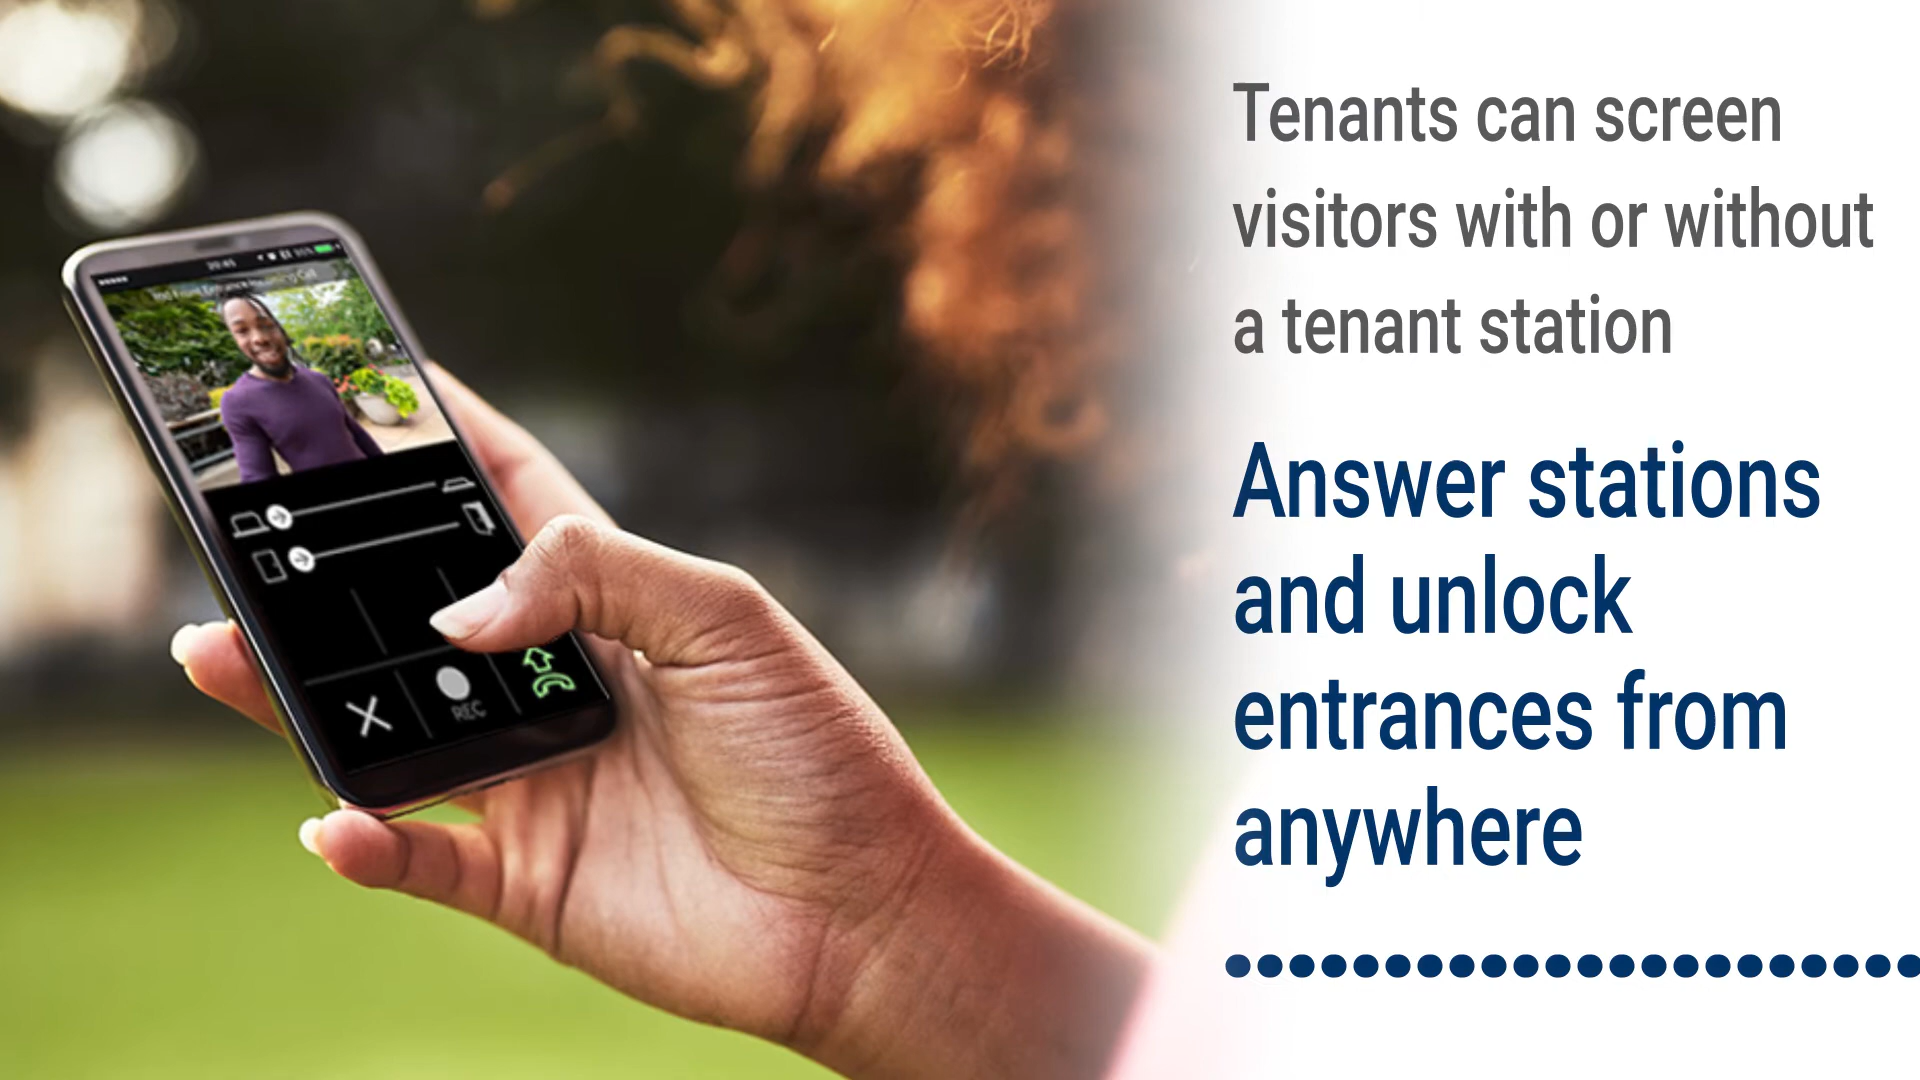 Tenants can screen
visitors with or without
a tenant station
Answer stations
and unlock
entrances from
anywhere
REC